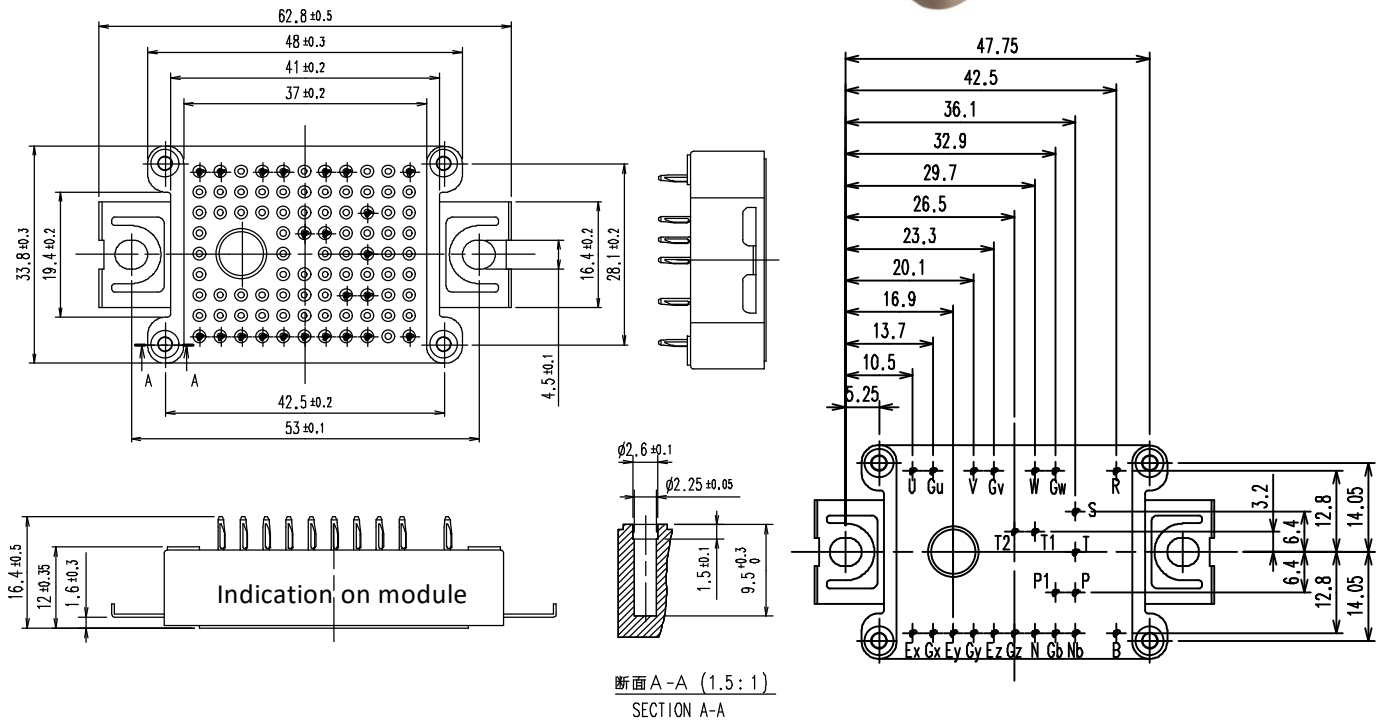 62.8 ±0.5
48 ±0.3
41 ±0.2
37 ±0.2
33.8 ±0.3
19.4 ±0.2
16.4 ±0.2
28.1 ±0.2
4.5 ±0.1
A A
42.5 ±0.2
53 ±0.1
16.4 ±0.5
12 ±0.35
1.6 ±0.3
Indication on module
ø2.6 ±0.1
ø2.25 ±0.05
1.5 ±0.1
9.5 +0.3 0
断面A-A (1.5:1)
SECTION A-A
47.75
42.5
36.1
32.9
29.7
26.5
23.3
20.1
16.9
13.7
10.5
5.25
U Gu V Gv W Gw R
S
T2 T1 T
P1 P
Ex Gx Ey Gy Ez Gz N Gb Nb B
3.2
6.4
12.8
14.05
6.4
12.8
14.05